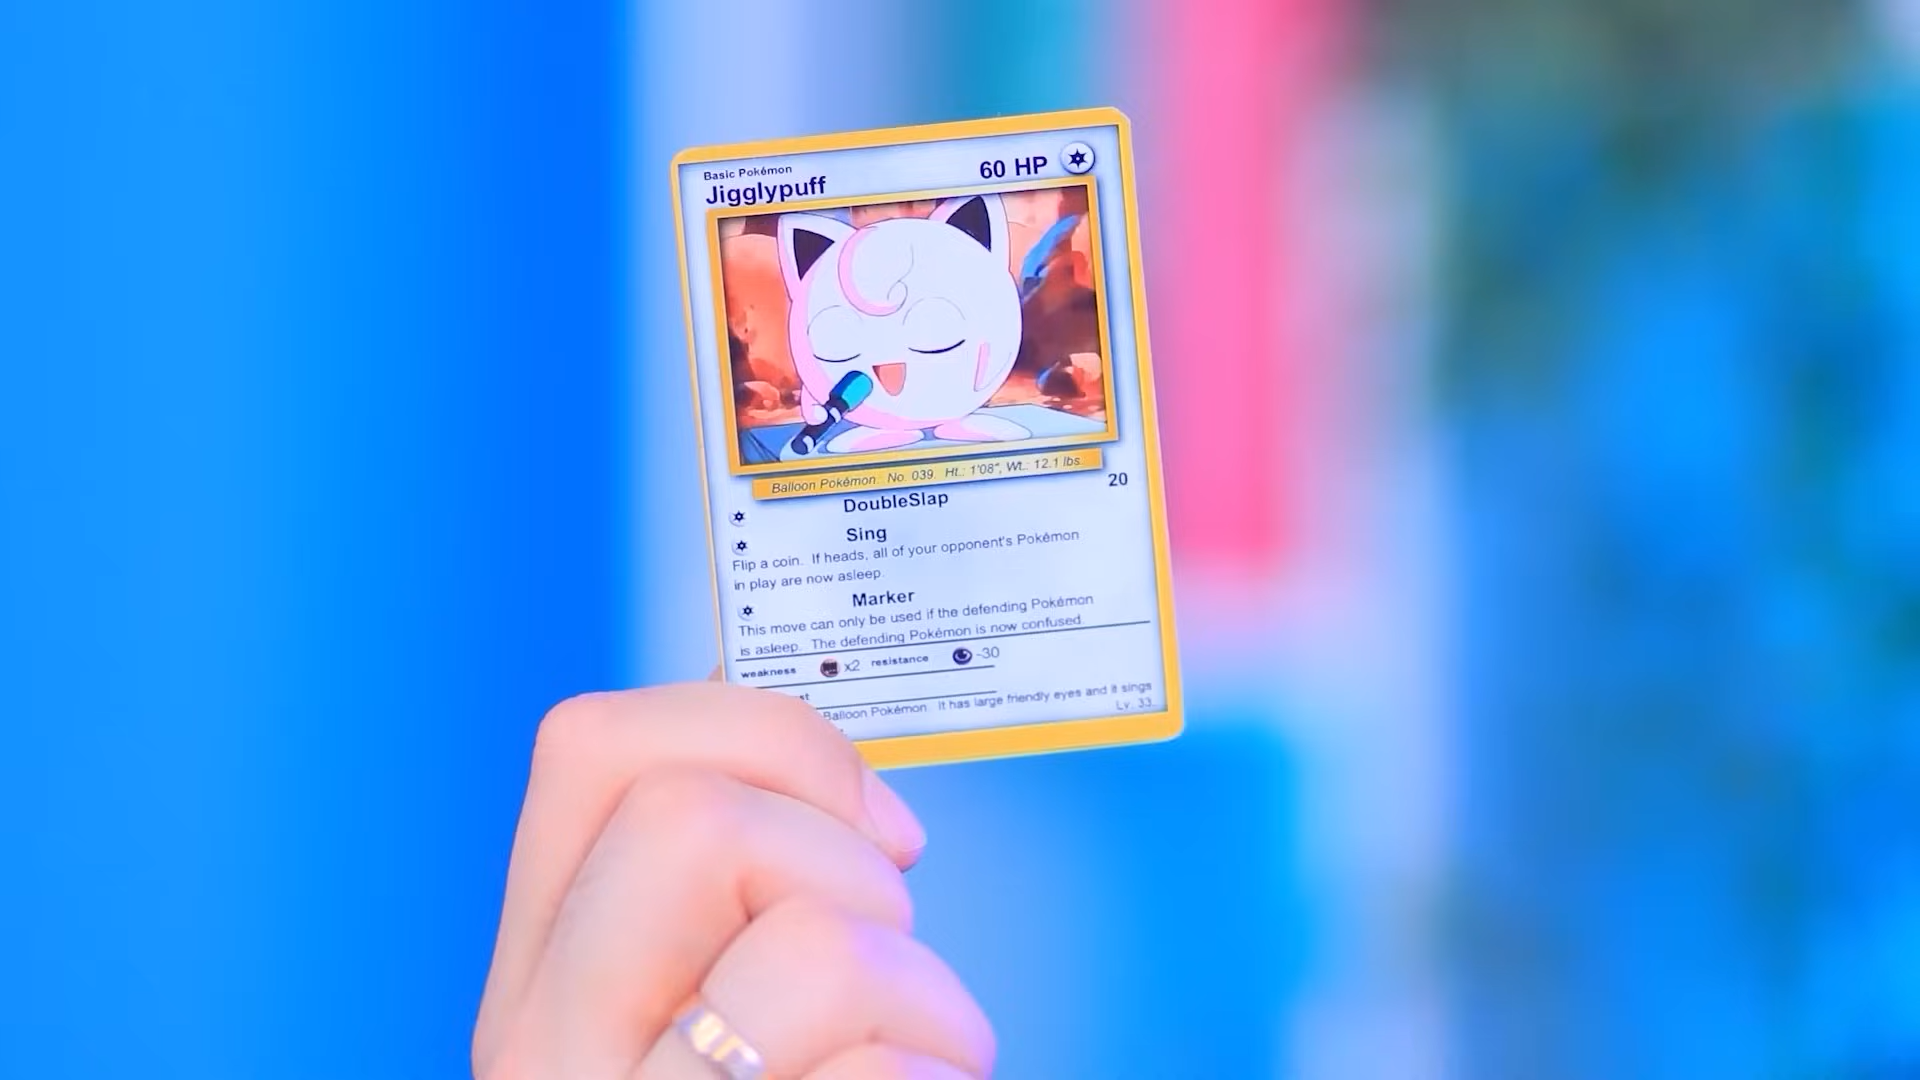 Basic Pokémon
Jigglypuff 60 HP
Balloon Pokémon. No. 039. Ht.: 1'08", Wt.: 12.1 lbs.
DoubleSlap 20
Sing
Flip a coin. If heads, all of your opponent's Pokémon
in play are now asleep.
Marker
This move can only be used if the defending Pokémon
is asleep. The defending Pokémon is now confused.
weakness x2 resistance -30
Balloon Pokémon. It has large friendly eyes and it sings
Lv. 33.